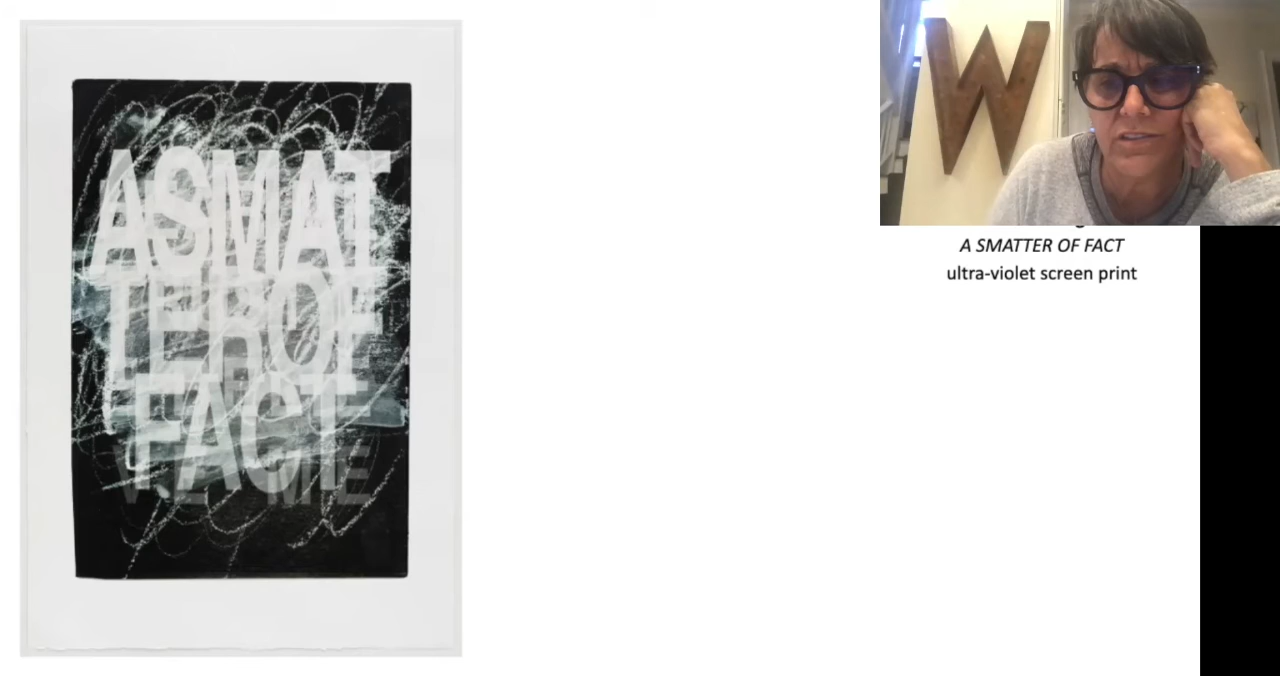 ASMAT
TEROF
FACT
W
A SMATTER OF FACT
ultra-violet screen print